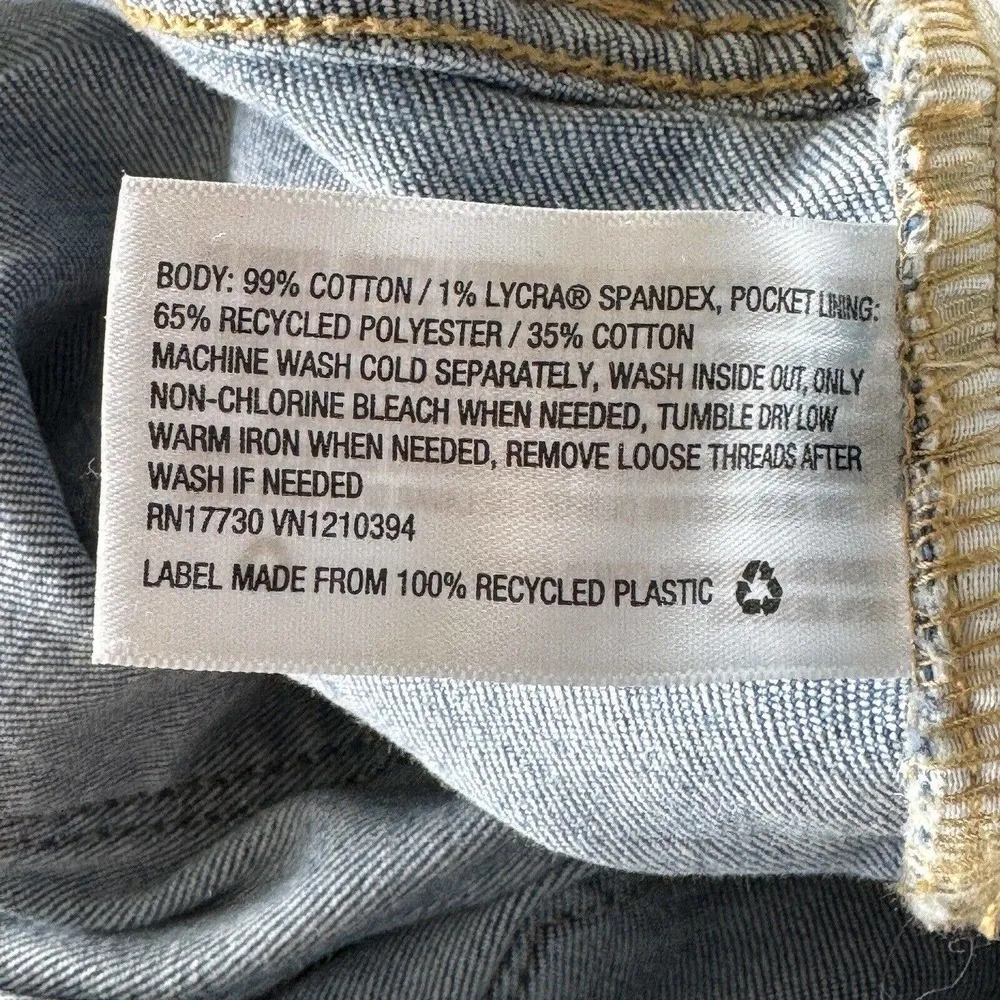 BODY: 99% COTTON / 1% LYCRA® SPANDEX, POCKET LINING:
65% RECYCLED POLYESTER / 35% COTTON
MACHINE WASH COLD SEPARATELY, WASH INSIDE OUT, ONLY
NON-CHLORINE BLEACH WHEN NEEDED, TUMBLE DRY LOW
WARM IRON WHEN NEEDED, REMOVE LOOSE THREADS AFTER
WASH IF NEEDED
RN17730 VN1210394
LABEL MADE FROM 100% RECYCLED PLASTIC